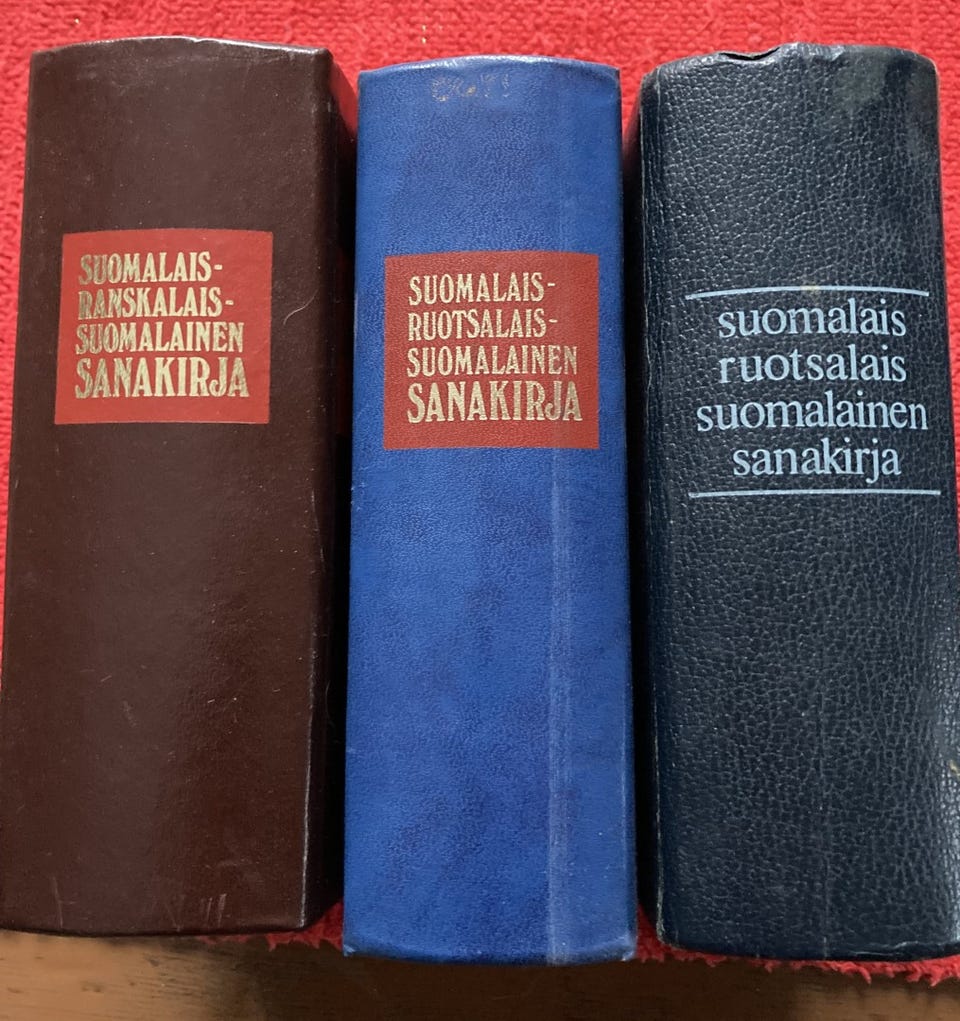 SUOMALAIS-
RANSKALAIS-
SUOMALAINEN
SANAKIRJA
SUOMALAIS-
RUOTSALAIS-
SUOMALAINEN
SANAKIRJA
suomalais
ruotsalais
suomalainen
sanakirja